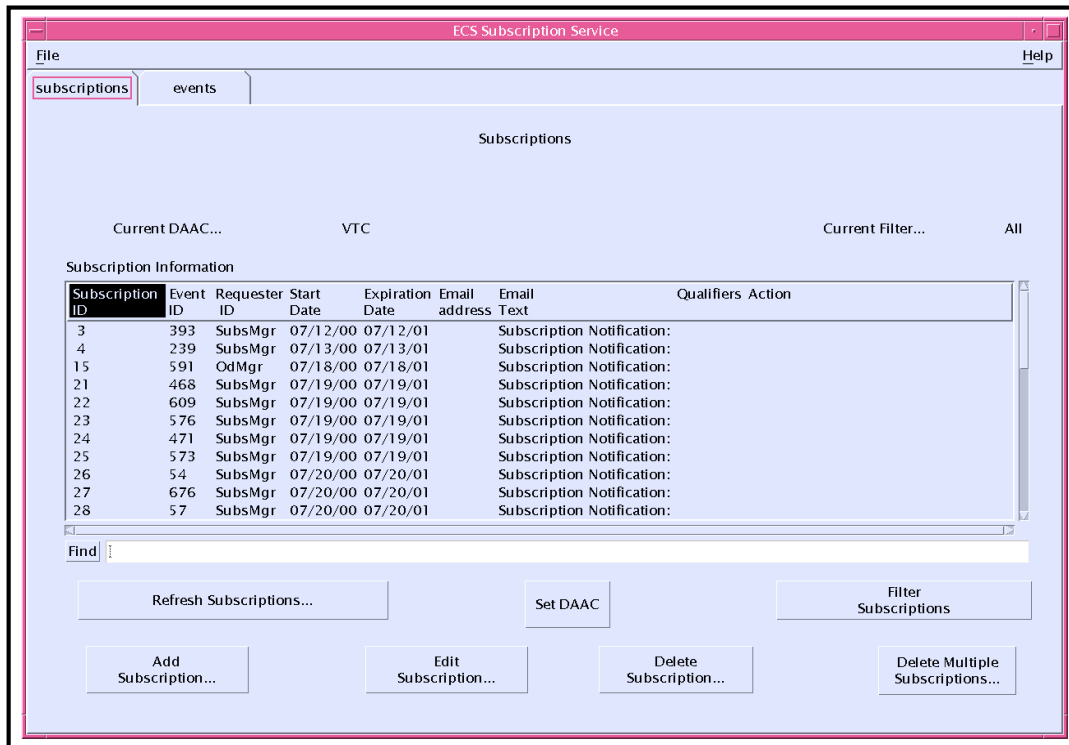 ECS Subscription Service
File Help
subscriptions events
Subscriptions
Current DAAC... VTC Current Filter... All
Subscription Information
Subscription Event Requester Start Expiration Email Email Qualifiers Action
ID ID ID Date Date address Text
3 393 SubsMgr 07/12/00 07/12/01 Subscription Notification:
4 239 SubsMgr 07/13/00 07/13/01 Subscription Notification:
15 591 OdMgr 07/18/00 07/18/01 Subscription Notification:
21 468 SubsMgr 07/19/00 07/19/01 Subscription Notification:
22 609 SubsMgr 07/19/00 07/19/01 Subscription Notification:
23 576 SubsMgr 07/19/00 07/19/01 Subscription Notification:
24 471 SubsMgr 07/19/00 07/19/01 Subscription Notification:
25 573 SubsMgr 07/19/00 07/19/01 Subscription Notification:
26 54 SubsMgr 07/20/00 07/20/01 Subscription Notification:
27 676 SubsMgr 07/20/00 07/20/01 Subscription Notification:
28 57 SubsMgr 07/20/00 07/20/01 Subscription Notification:
Find
Refresh Subscriptions... Set DAAC Filter
Subscriptions
Add Edit Delete Delete Multiple
Subscription... Subscription... Subscription... Subscriptions...